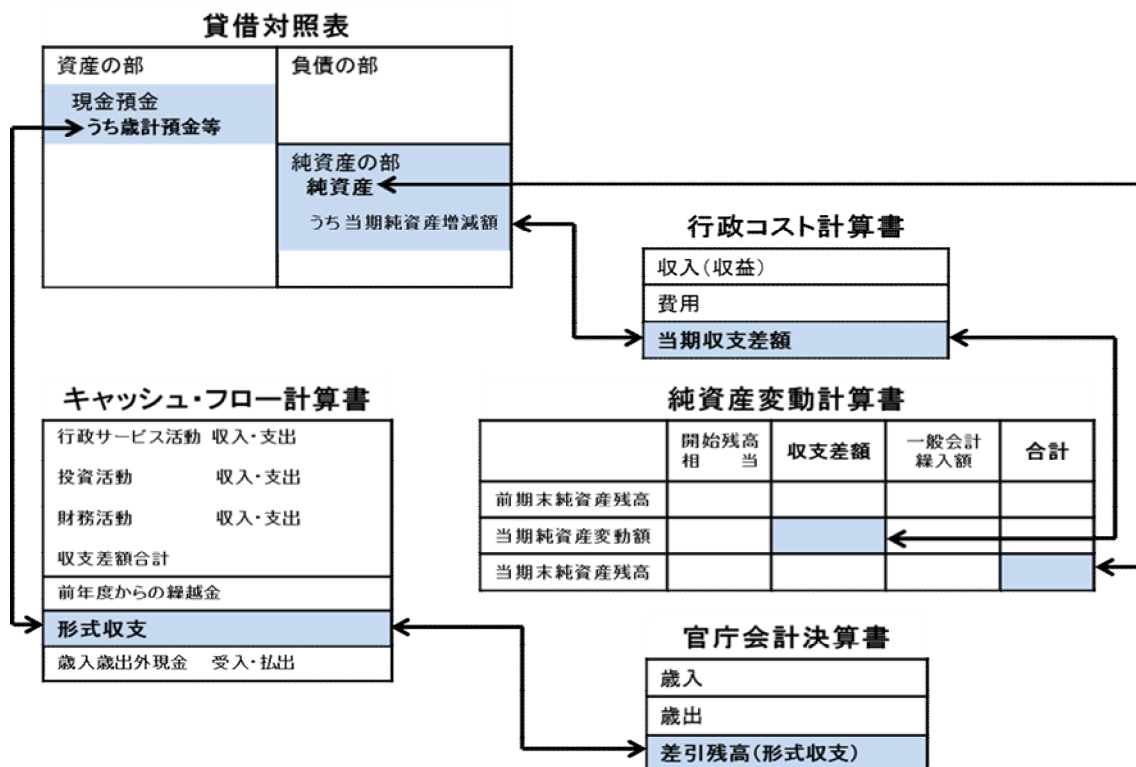 貸借対照表
資産の部
現金預金
うち歳計預金等
負債の部
純資産の部
純資産
うち当期純資産増減額
行政コスト計算書
収入(収益)
費用
当期収支差額
キャッシュ・フロー計算書
行政サービス活動 収入・支出
投資活動 収入・支出
財務活動 収入・支出
収支差額合計
前年度からの繰越金
形式収支
歳入歳出外現金 受入・払出
純資産変動計算書
開始残高
相 当
収支差額
一般会計
繰入額
合計
前期末純資産残高
当期純資産変動額
当期末純資産残高
官庁会計決算書
歳入
歳出
差引残高(形式収支)